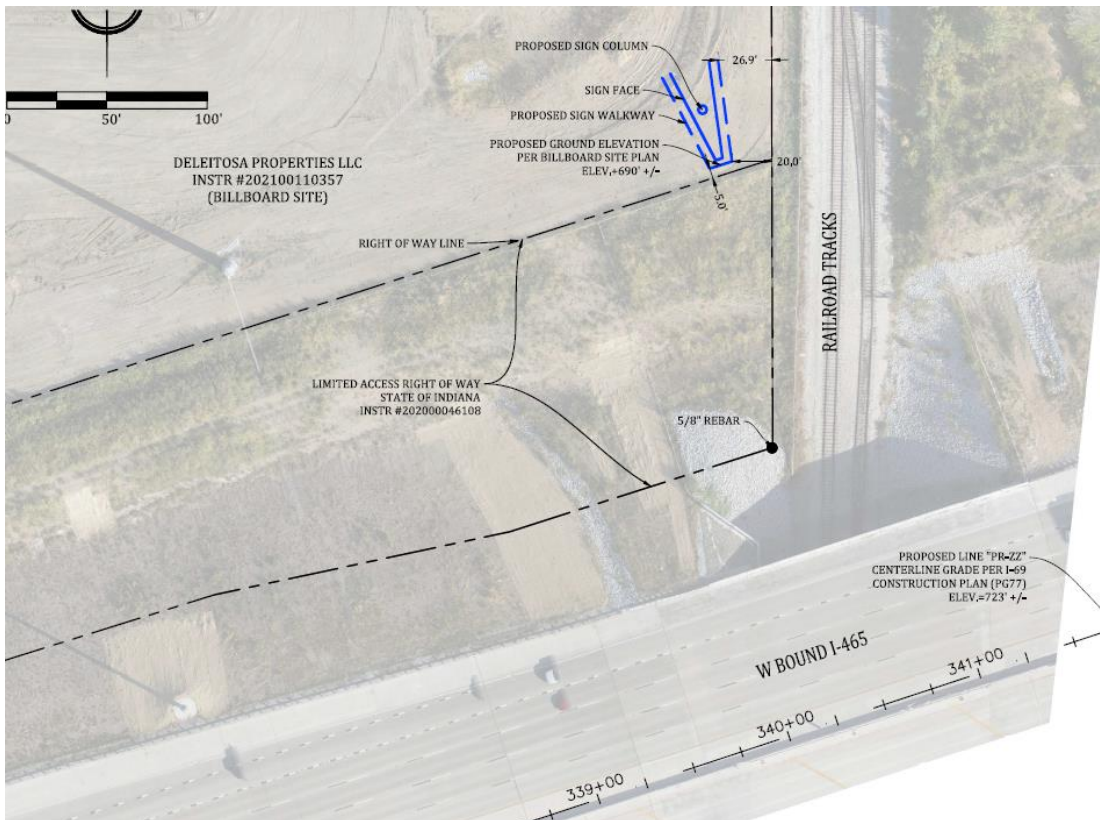 PROPOSED SIGN COLUMN
26.9'
SIGN FACE
PROPOSED SIGN WALKWAY
0 50' 100'
PROPOSED GROUND ELEVATION
PER BILLBOARD SITE PLAN
ELEV.=690' +/-
20.0'
5.0'
DELEITOSA PROPERTIES LLC
INSTR #202100110357
(BILLBOARD SITE)
RIGHT OF WAY LINE
RAILROAD TRACKS
LIMITED ACCESS RIGHT OF WAY
STATE OF INDIANA
INSTR #202000046108
5/8" REBAR
PROPOSED LINE "PR-ZZ"
CENTERLINE GRADE PER I-69
CONSTRUCTION PLAN (PG77)
ELEV.=723' +/-
W BOUND I-465
341+00
340+00
339+00